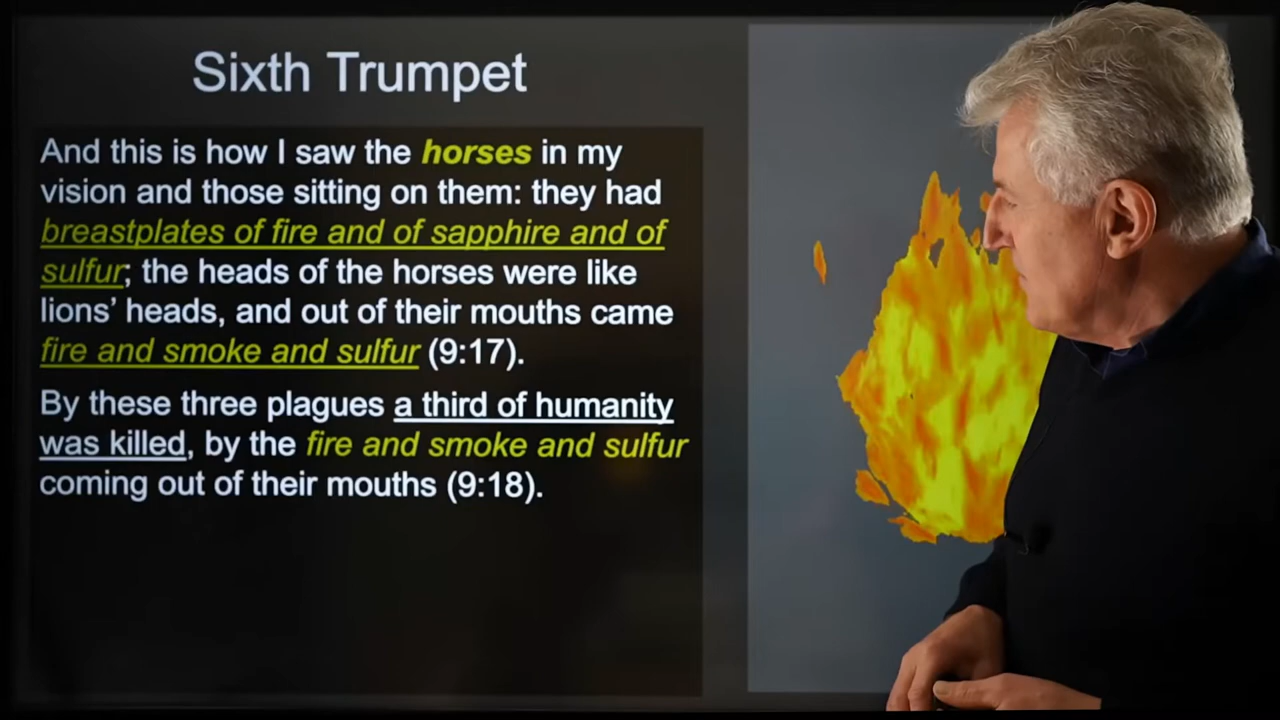 Sixth Trumpet
And this is how I saw the horses in my
vision and those sitting on them: they had
breastplates of fire and of sapphire and of
sulfur; the heads of the horses were like
lions’ heads, and out of their mouths came
fire and smoke and sulfur (9:17).
By these three plagues a third of humanity
was killed, by the fire and smoke and sulfur
coming out of their mouths (9:18).